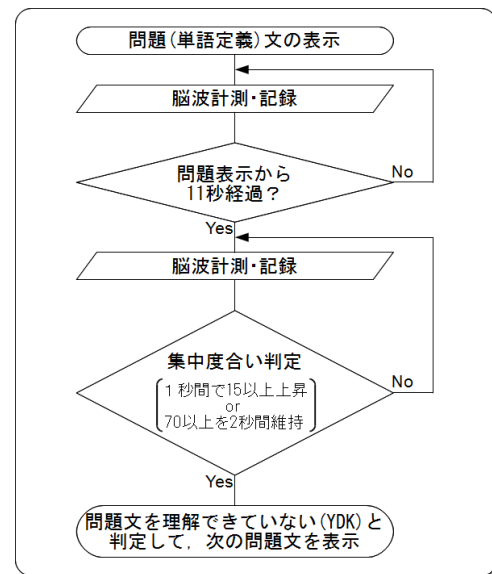 問題(単語定義)文の表示
脳波計測・記録
問題表示から
11秒経過？
No
Yes
脳波計測・記録
集中度合い判定
1秒間で15以上上昇
or
70以上を2秒間維持
No
Yes
問題文を理解できていない(YDK)と
判定して，次の問題文を表示